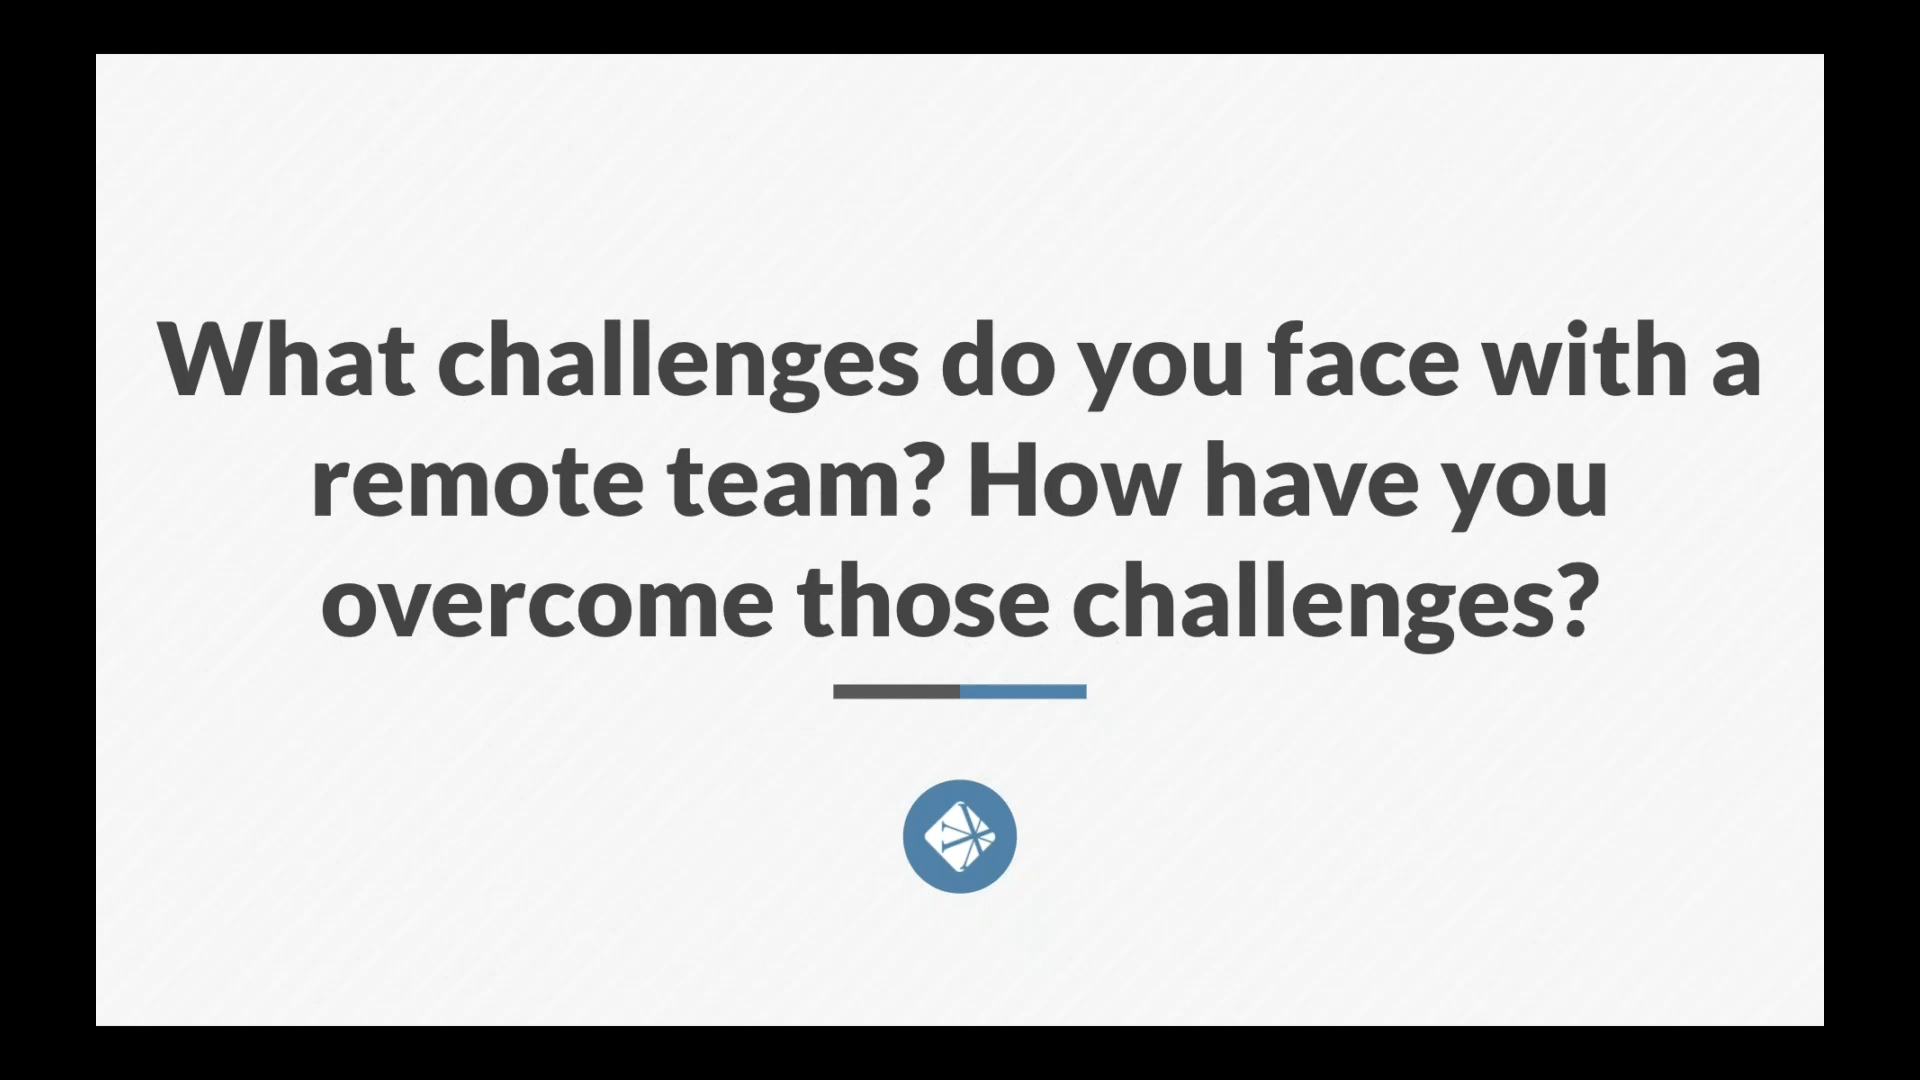 What challenges do you face with a
remote team? How have you
overcome those challenges?